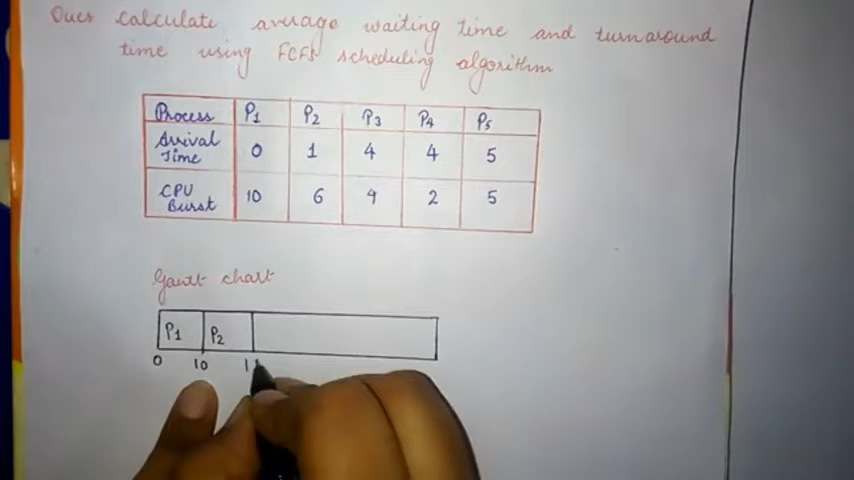 Ques calculate average waiting time and turnaround
time using FCFS scheduling algorithm
Process P1 P2 P3 P4 P5
Arrival Time 0 1 4 4 5
CPU Burst 10 6 4 2 5
Gantt chart
P1 P2
0 10 1